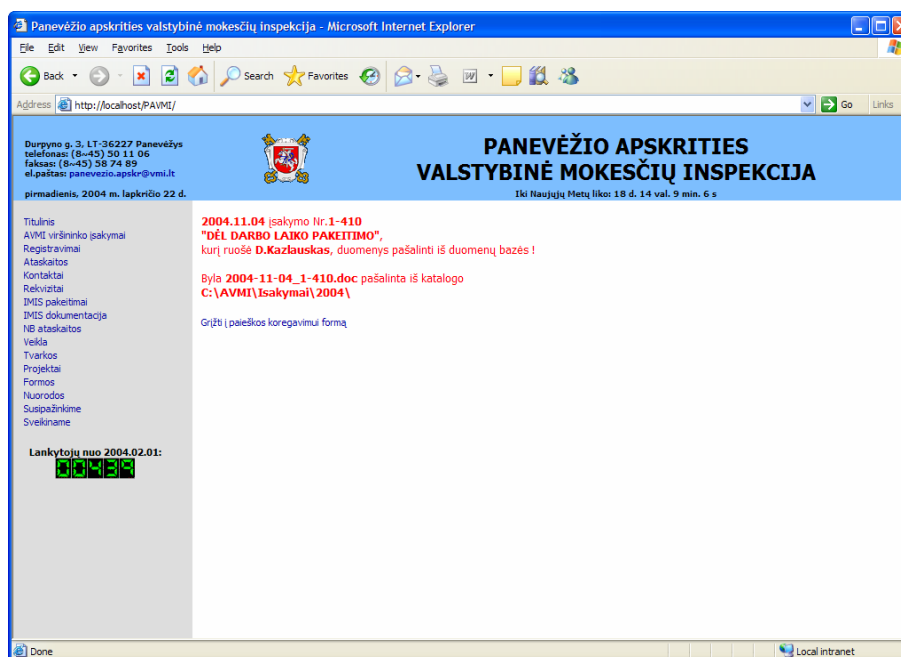 Panevėžio apskrities valstybinė mokesčių inspekcija - Microsoft Internet Explorer
File Edit View Favorites Tools Help
Back Search Favorites
Address http://localhost/PAVMI/ Go Links
Durpyno g. 3, LT-36227 Panevėžys
telefonas: (8~45) 50 11 06
faksas: (8~45) 58 74 89
el.paštas: panevezio.apskr@vmi.lt
pirmadienis, 2004 m. lapkričio 22 d.
PANEVĖŽIO APSKRITIES
VALSTYBINĖ MOKESČIŲ INSPEKCIJA
Iki Naujųjų Metų liko: 18 d. 14 val. 9 min. 6 s
Titulinis
AVMI viršininko įsakymai
Registravimai
Ataskaitos
Kontaktai
Rekvizitai
IMIS pakeitimai
IMIS dokumentacija
NB ataskaitos
Veikla
Tvarkos
Projektai
Formos
Nuorodos
Susipažinkime
Sveikiname
Lankytojų nuo 2004.02.01:
00439
2004.11.04 įsakymo Nr.1-410
"DĖL DARBO LAIKO PAKEITIMO",
kurį ruošė D.Kazlauskas, duomenys pašalinti iš duomenų bazės !
Byla 2004-11-04_1-410.doc pašalinta iš katalogo
C:\AVMI\Isakymai\2004\
Grįžti į paieškos koregavimui formą
Done Local intranet